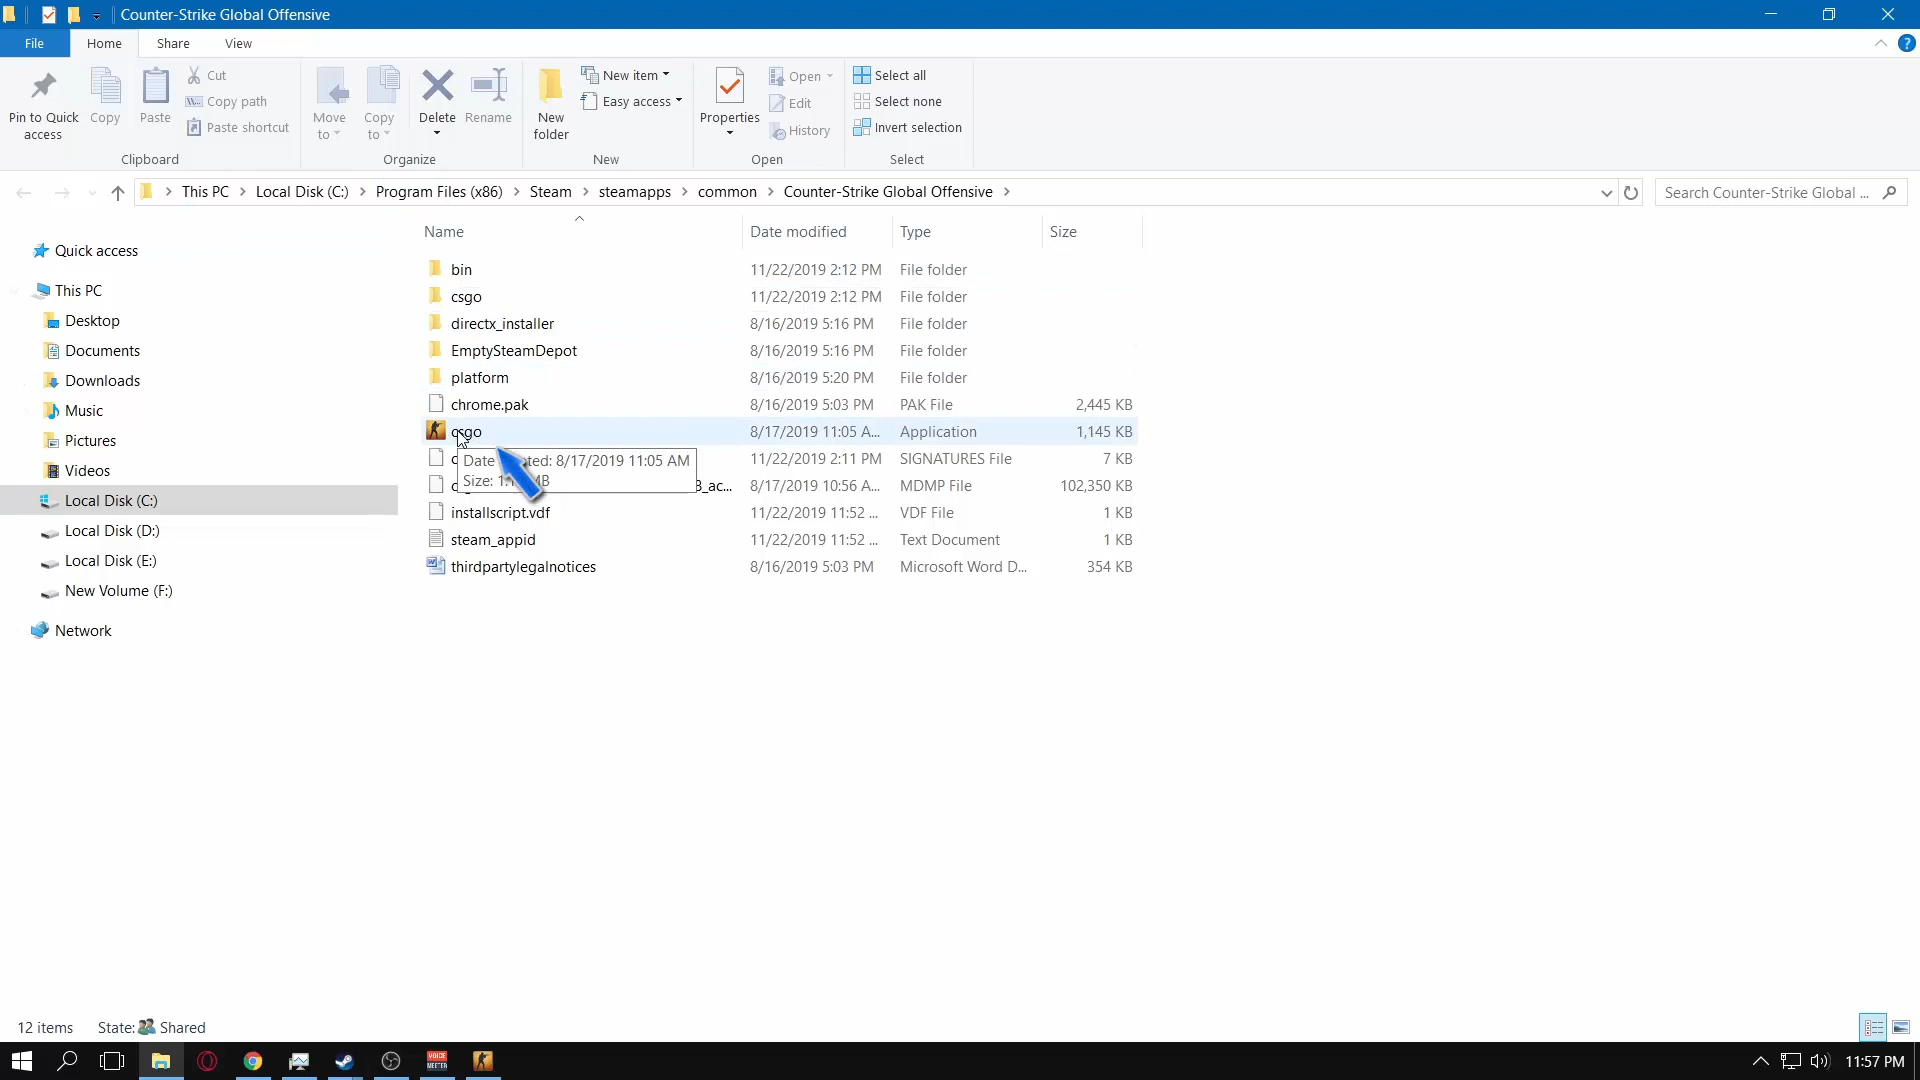 Counter-Strike Global Offensive
File Home Share View
Pin to Quick access
Copy
Paste
Cut
Copy path
Paste shortcut
Clipboard
Move to
Copy to
Delete
Rename
Organize
New folder
New item
Easy access
New
Properties
Open
Edit
History
Open
Select all
Select none
Invert selection
Select
This PC > Local Disk (C:) > Program Files (x86) > Steam > steamapps > common > Counter-Strike Global Offensive >
Search Counter-Strike Global ...
Quick access
This PC
Desktop
Documents
Downloads
Music
Pictures
Videos
Local Disk (C:)
Local Disk (D:)
Local Disk (E:)
New Volume (F:)
Network
Name Date modified Type Size
bin 11/22/2019 2:12 PM File folder
csgo 11/22/2019 2:12 PM File folder
directx_installer 8/16/2019 5:16 PM File folder
EmptySteamDepot 8/16/2019 5:16 PM File folder
platform 8/16/2019 5:20 PM File folder
chrome.pak 8/16/2019 5:03 PM PAK File 2,445 KB
csgo 8/17/2019 11:05 A... Application 1,145 KB
11/22/2019 2:11 PM SIGNATURES File 7 KB
8/17/2019 10:56 A... MDMP File 102,350 KB
installscript.vdf 11/22/2019 11:52 ... VDF File 1 KB
steam_appid 11/22/2019 11:52 ... Text Document 1 KB
thirdpartylegalnotices 8/16/2019 5:03 PM Microsoft Word D... 354 KB
Date 8/17/2019 11:05 AM
Size:
12 items State: Shared
VOICE MEETER
11:57 PM